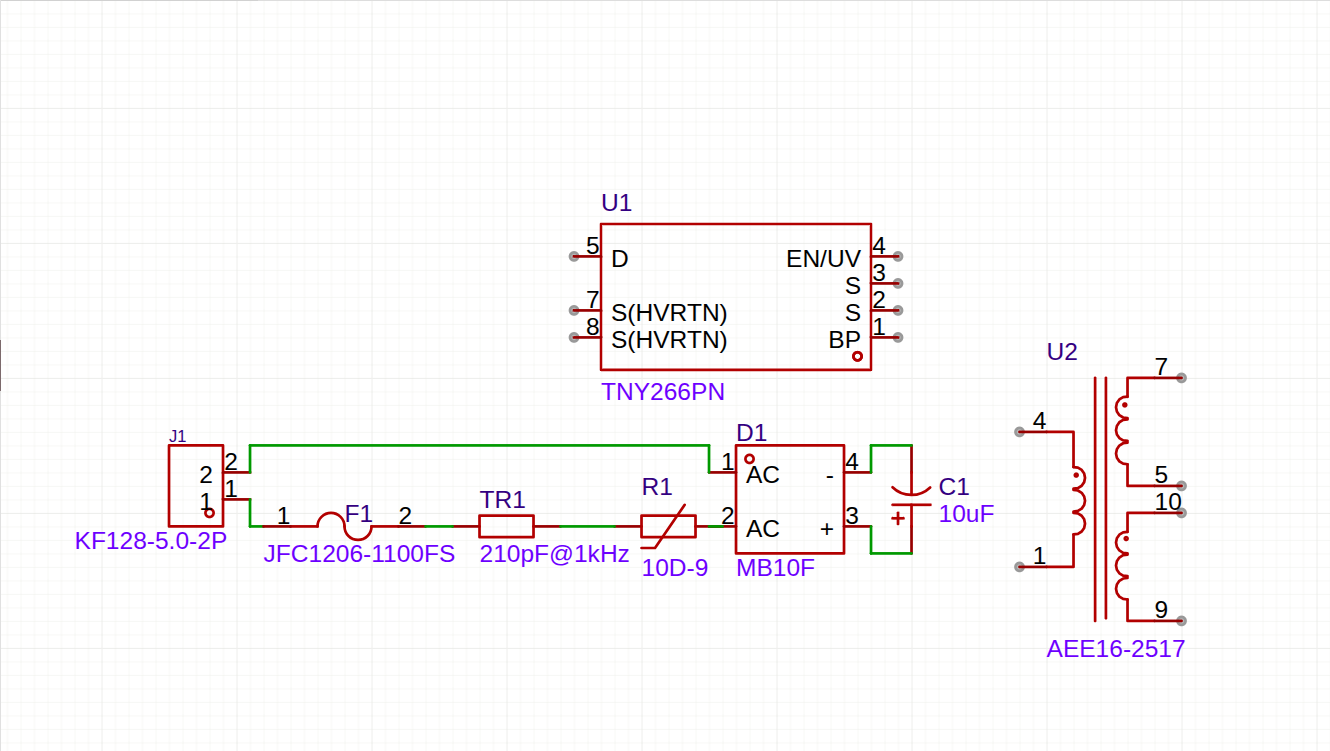 U1
5 D EN/UV 4
S 3
7 S(HVRTN) S 2
8 S(HVRTN) BP 1
TNY266PN
U2
7
4
5
10
1
9
AEE16-2517
J1
2 2
1 1
KF128-5.0-2P
1 F1 2
JFC1206-1100FS
TR1
210pF@1kHz
R1
10D-9
D1
1 AC - 4
2 AC + 3
MB10F
C1
10uF
+